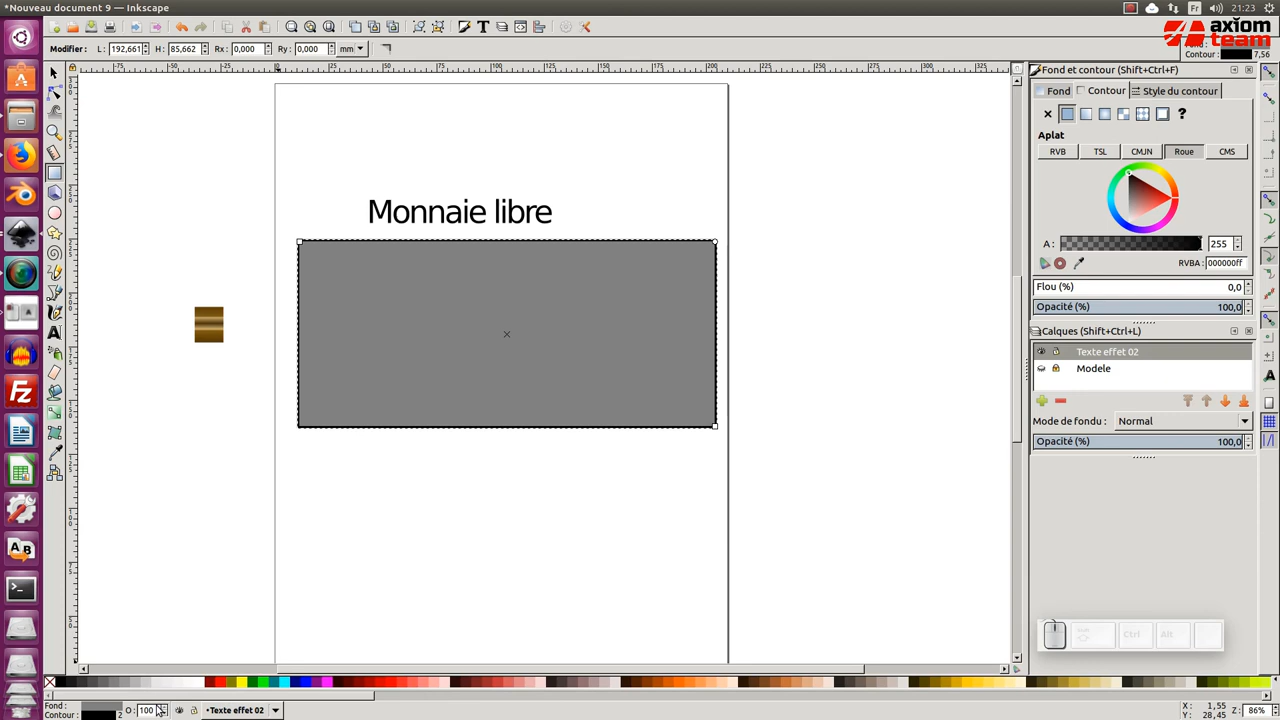 *Nouveau document 9 - Inkscape
Fr
21:23
axiom
team
Modifier: L: 192,661 H: 85,662 Rx: 0,000 Ry: 0,000 mm
Contour: 7,56
Fond et contour (Shift+Ctrl+F)
Fond Contour Style du contour
?
Aplat
RVB TSL CMJN Roue CMS
A: 255
RVBA: 000000ff
Flou (%) 0,0
Opacité (%) 100,0
Calques (Shift+Ctrl+L)
Texte effet 02
Modele
Mode de fondu : Normal
Opacité (%) 100,0
Monnaie libre
Ctrl Alt
Fond :
Contour : 2
O: 100
•Texte effet 02
X: 1,55
Y: 28,45
Z: 86%